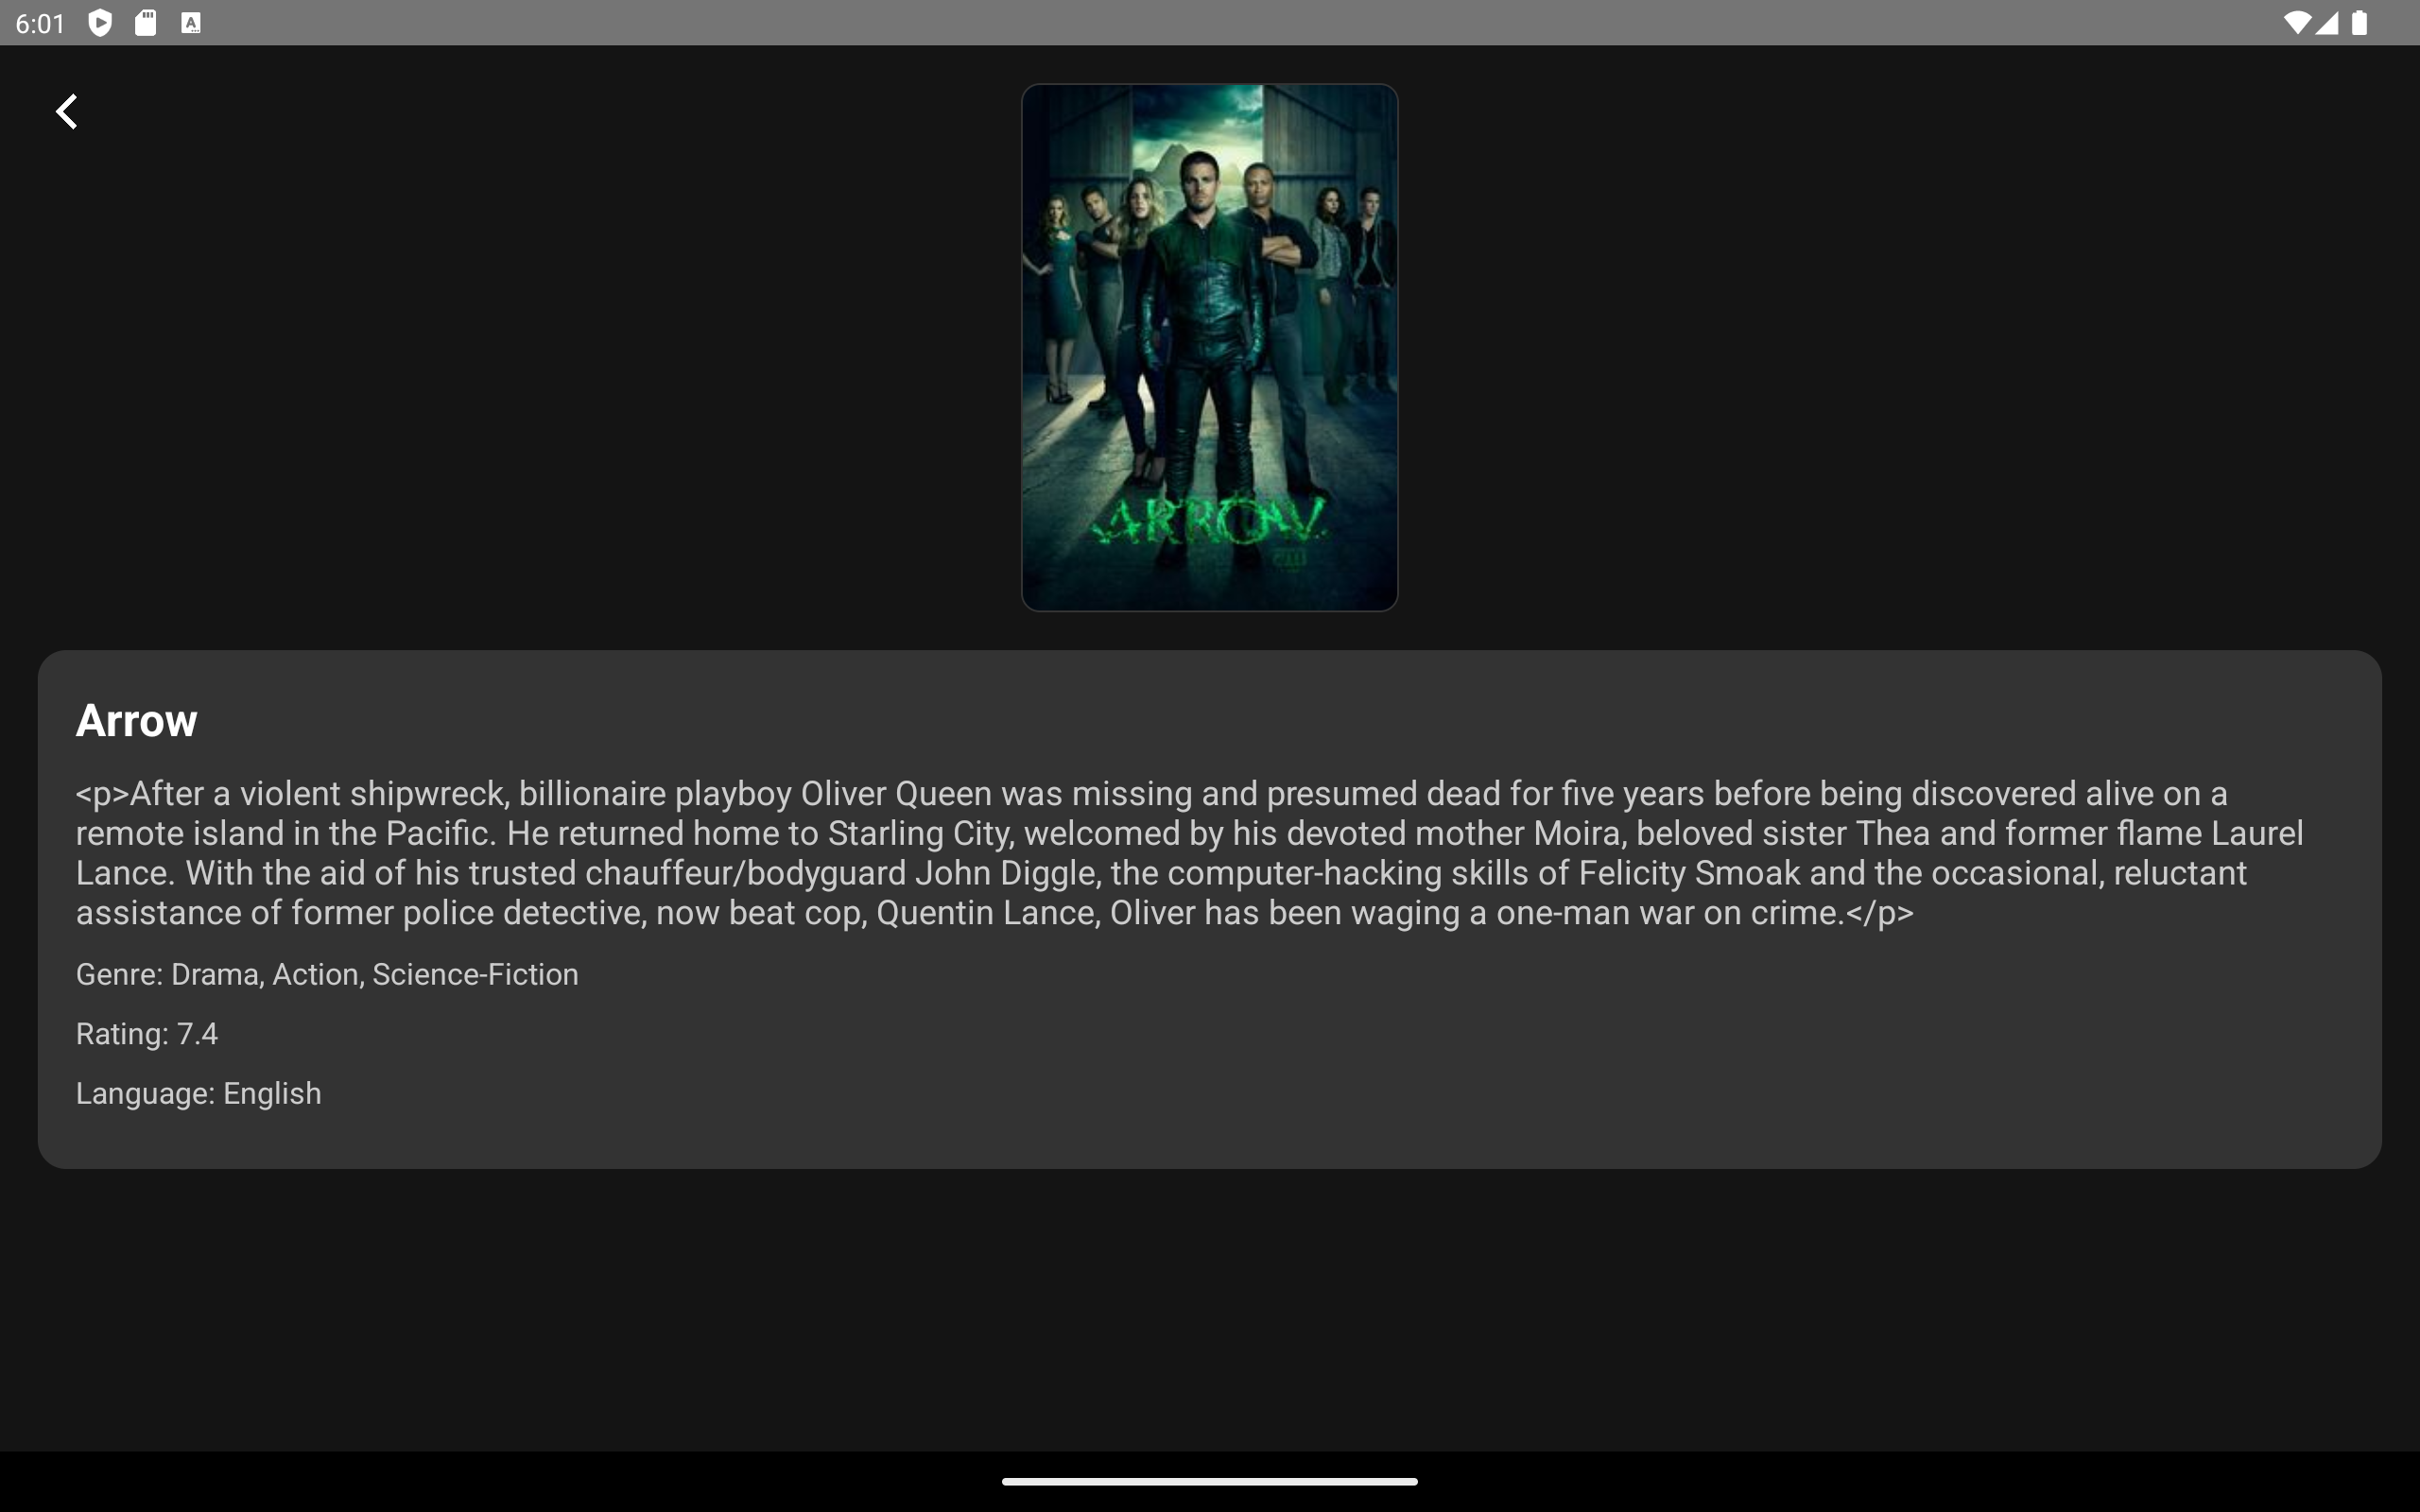 6:01
ARROW
Arrow
<p>After a violent shipwreck, billionaire playboy Oliver Queen was missing and presumed dead for five years before being discovered alive on a
remote island in the Pacific. He returned home to Starling City, welcomed by his devoted mother Moira, beloved sister Thea and former flame Laurel
Lance. With the aid of his trusted chauffeur/bodyguard John Diggle, the computer-hacking skills of Felicity Smoak and the occasional, reluctant
assistance of former police detective, now beat cop, Quentin Lance, Oliver has been waging a one-man war on crime.</p>
Genre: Drama, Action, Science-Fiction
Rating: 7.4
Language: English